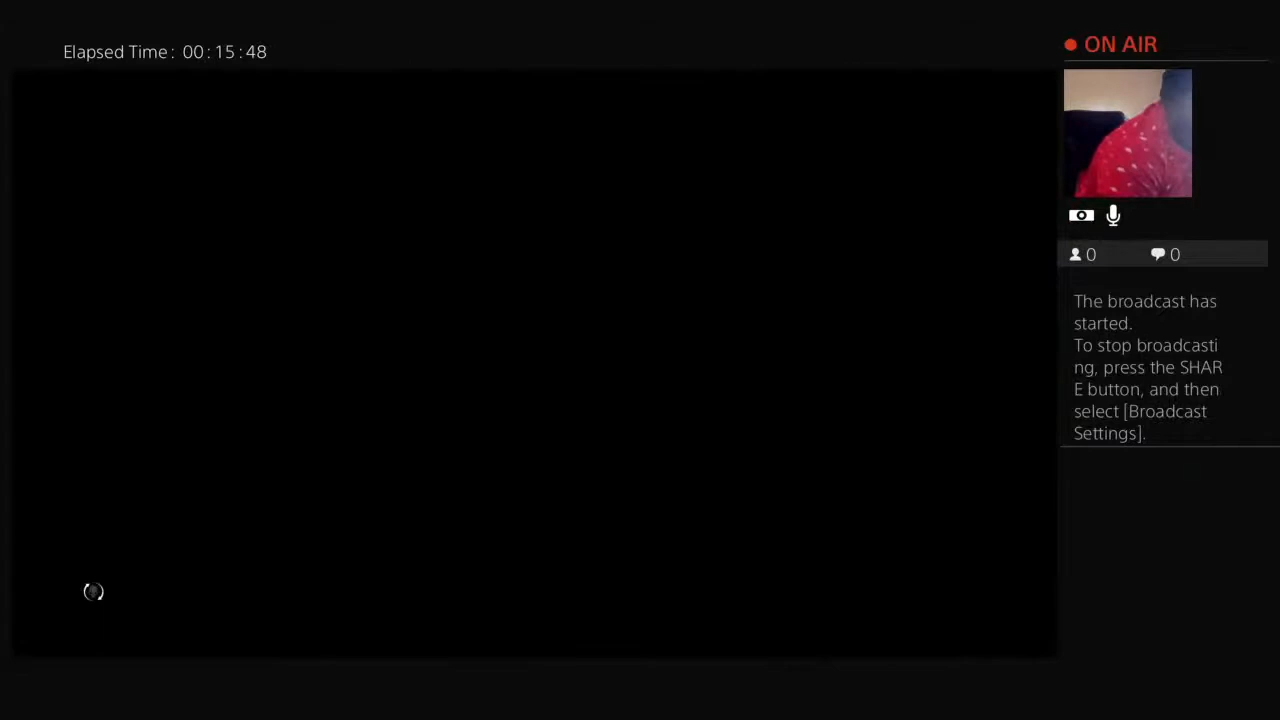 Elapsed Time: 00:15:48
ON AIR
0
0
The broadcast has
started.
To stop broadcasti
ng, press the SHAR
E button, and then
select [Broadcast
Settings].